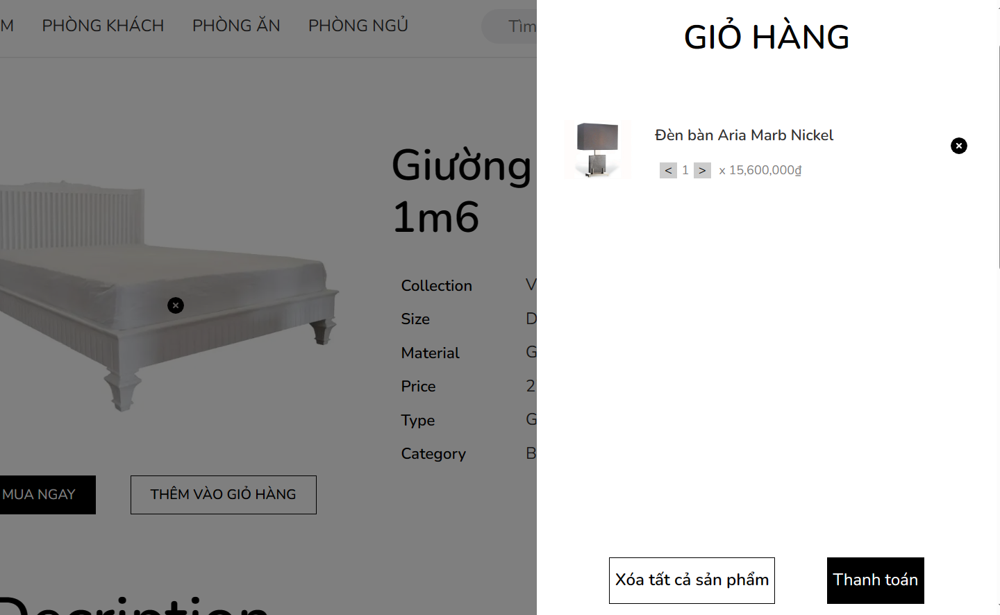 M PHÒNG KHÁCH PHÒNG ĂN PHÒNG NGỦ Tìm
Giường
1m6
Collection V
Size D
Material G
Price 2
Type G
Category B
MUA NGAY THÊM VÀO GIỎ HÀNG
Description
GIỎ HÀNG
Đèn bàn Aria Marb Nickel
< 1 > x 15,600,000₫
Xóa tất cả sản phẩm Thanh toán